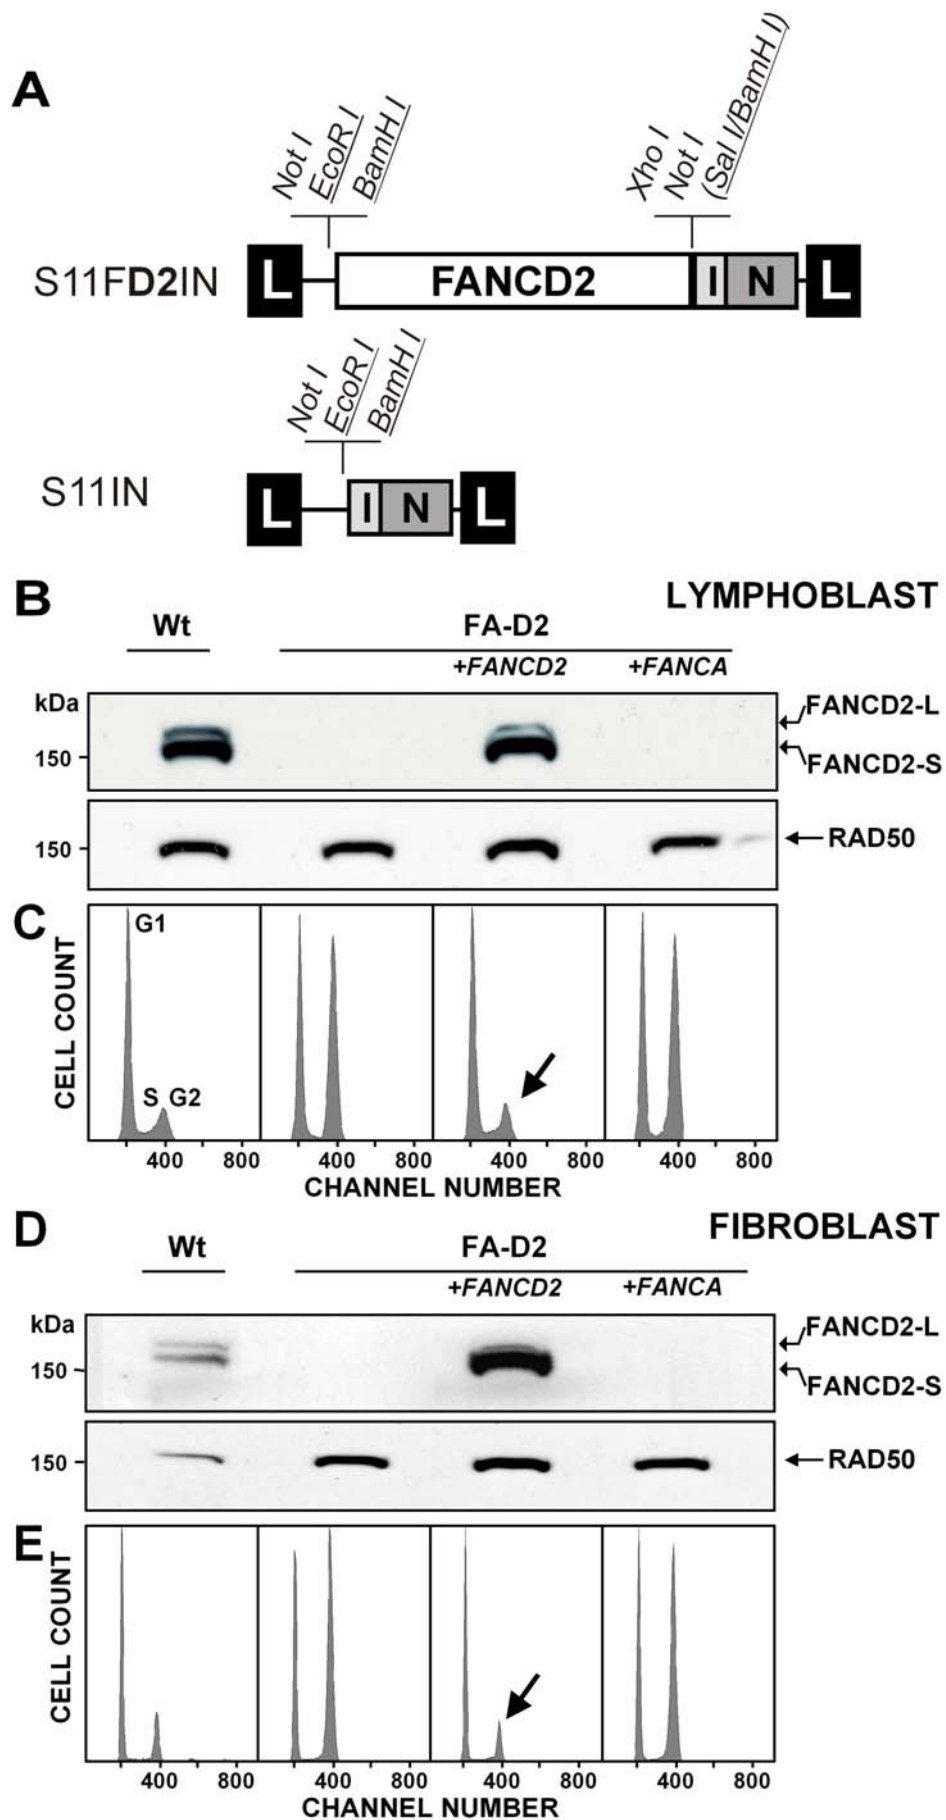 A
Not I
EcoR I
BamH I
Xho I
Not I
(Sal I/BamH I)
S11FD2IN
L FANCD2 I N L
Not I
EcoR I
BamH I
S11IN
L I N L
B
LYMPHOBLAST
Wt FA-D2
+FANCD2 +FANCA
kDa
FANCD2-L
150
FANCD2-S
150
RAD50
C
CELL COUNT
G1
S G2
400 800 400 800 400 800 400 800
CHANNEL NUMBER
D
FIBROBLAST
Wt FA-D2
+FANCD2 +FANCA
kDa
FANCD2-L
150
FANCD2-S
150
RAD50
E
CELL COUNT
400 800 400 800 400 800 400 800
CHANNEL NUMBER